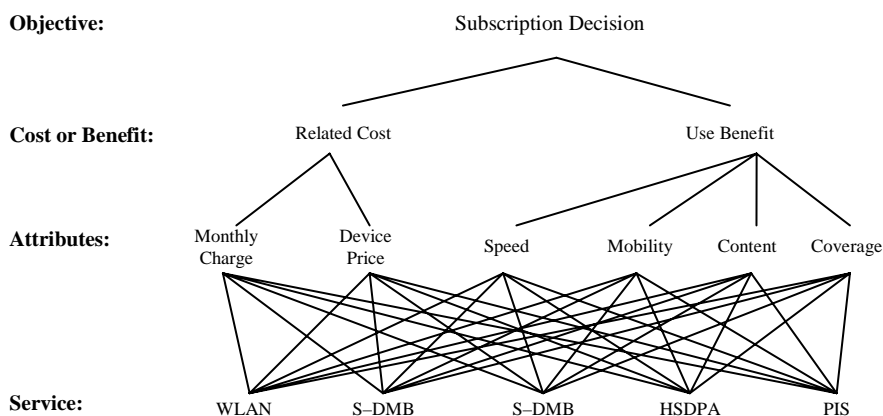 Objective: Subscription Decision
Cost or Benefit: Related Cost Use Benefit
Attributes: Monthly Charge Device Price Speed Mobility Content Coverage
Service: WLAN S–DMB S–DMB HSDPA PIS